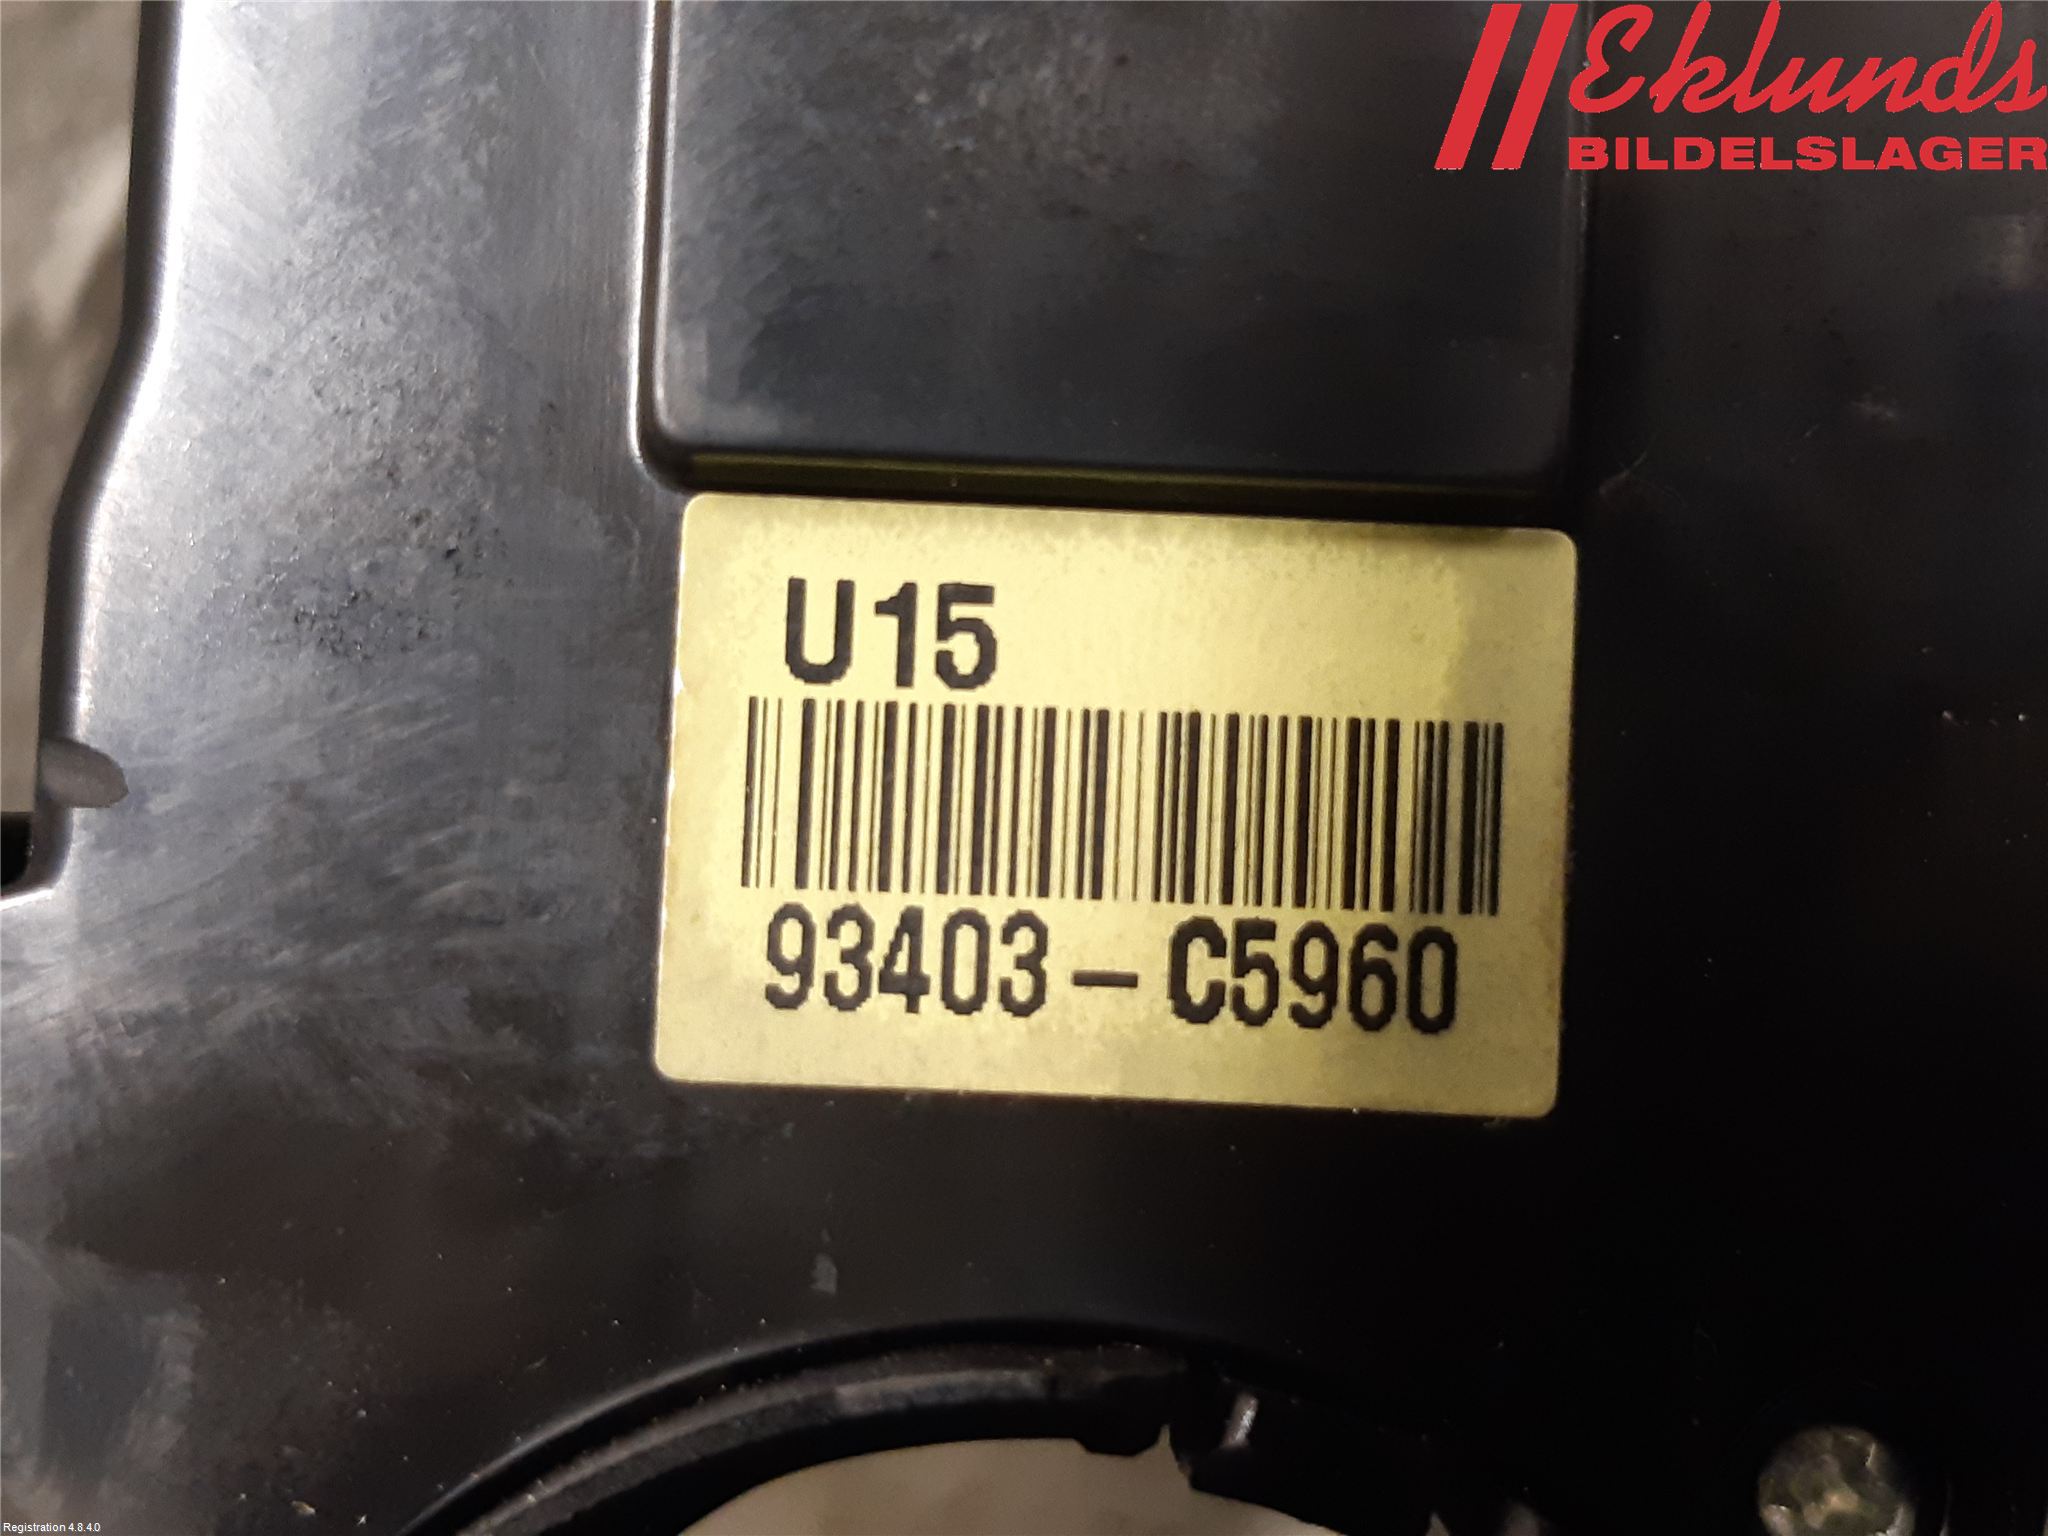 Eklunds
BILDELSLAGER
U15
93403-C5960
Registration 4.8.4.0